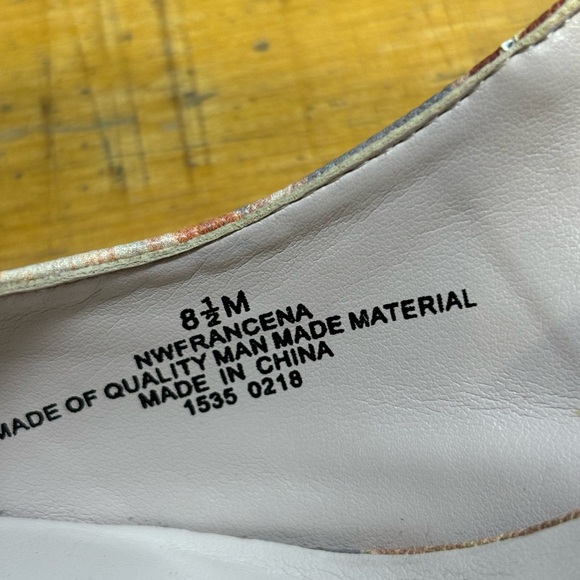 8½M
NWFRANCENA
MADE OF QUALITY MAN MADE MATERIAL
MADE IN CHINA
1535 0218